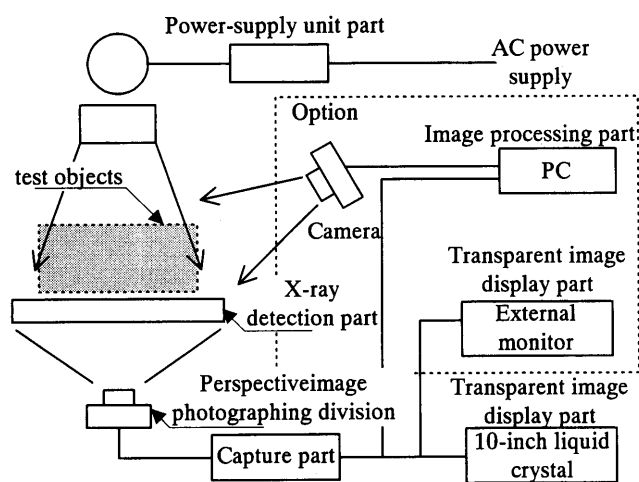 Power-supply unit part
AC power
supply
Option
Image processing part
PC
test objects
Camera
Transparent image
display part
External
monitor
X-ray
detection part
Perspectiveimage
photographing division
Transparent image
display part
Capture part
10-inch liquid
crystal